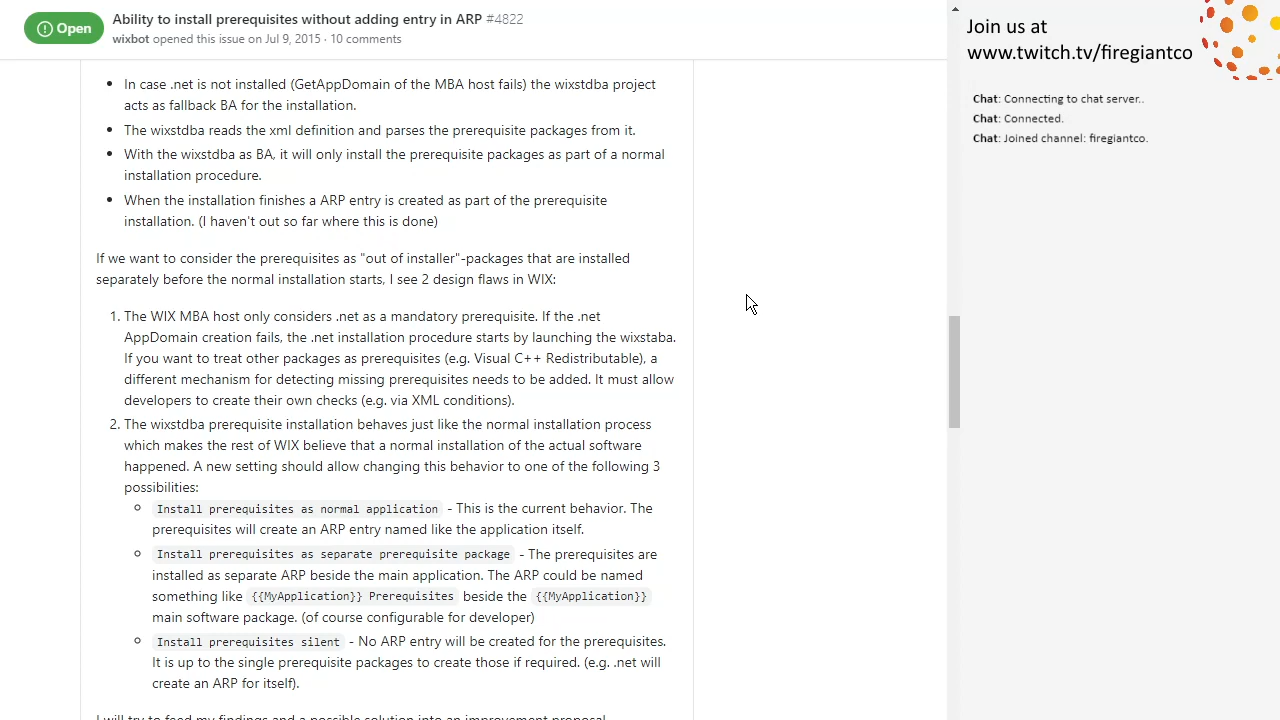 Open
Ability to install prerequisites without adding entry in ARP #4822
wixbot opened this issue on Jul 9, 2015 · 10 comments
• In case .net is not installed (GetAppDomain of the MBA host fails) the wixstdba project
acts as fallback BA for the installation.
• The wixstdba reads the xml definition and parses the prerequisite packages from it.
• With the wixstdba as BA, it will only install the prerequisite packages as part of a normal
installation procedure.
• When the installation finishes a ARP entry is created as part of the prerequisite
installation. (I haven't out so far where this is done)
If we want to consider the prerequisites as "out of installer"-packages that are installed
separately before the normal installation starts, I see 2 design flaws in WIX:
1. The WIX MBA host only considers .net as a mandatory prerequisite. If the .net
AppDomain creation fails, the .net installation procedure starts by launching the wixstaba.
If you want to treat other packages as prerequisites (e.g. Visual C++ Redistributable), a
different mechanism for detecting missing prerequisites needs to be added. It must allow
developers to create their own checks (e.g. via XML conditions).
2. The wixstdba prerequisite installation behaves just like the normal installation process
which makes the rest of WIX believe that a normal installation of the actual software
happened. A new setting should allow changing this behavior to one of the following 3
possibilities:
◦ Install prerequisites as normal application - This is the current behavior. The
prerequisites will create an ARP entry named like the application itself.
◦ Install prerequisites as separate prerequisite package - The prerequisites are
installed as separate ARP beside the main application. The ARP could be named
something like {{MyApplication}} Prerequisites beside the {{MyApplication}}
main software package. (of course configurable for developer)
◦ Install prerequisites silent - No ARP entry will be created for the prerequisites.
It is up to the single prerequisite packages to create those if required. (e.g. .net will
create an ARP for itself).
I will try to feed my findings and a possible solution into an improvement proposal.
Join us at
www.twitch.tv/firegiantco
Chat: Connecting to chat server..
Chat: Connected.
Chat: Joined channel: firegiantco.